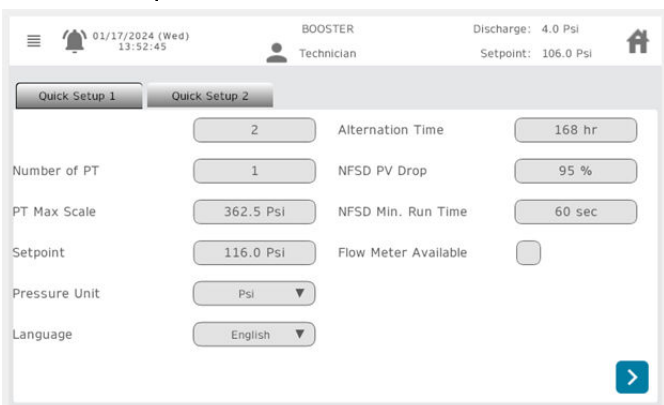 01/17/2024 (Wed)
13:52:45
BOOSTER
Technician
Discharge: 4.0 Psi
Setpoint: 106.0 Psi
Quick Setup 1
Quick Setup 2
2
Alternation Time
168 hr
Number of PT
1
NFSD PV Drop
95 %
PT Max Scale
362.5 Psi
NFSD Min. Run Time
60 sec
Setpoint
116.0 Psi
Flow Meter Available
Pressure Unit
Psi
Language
English